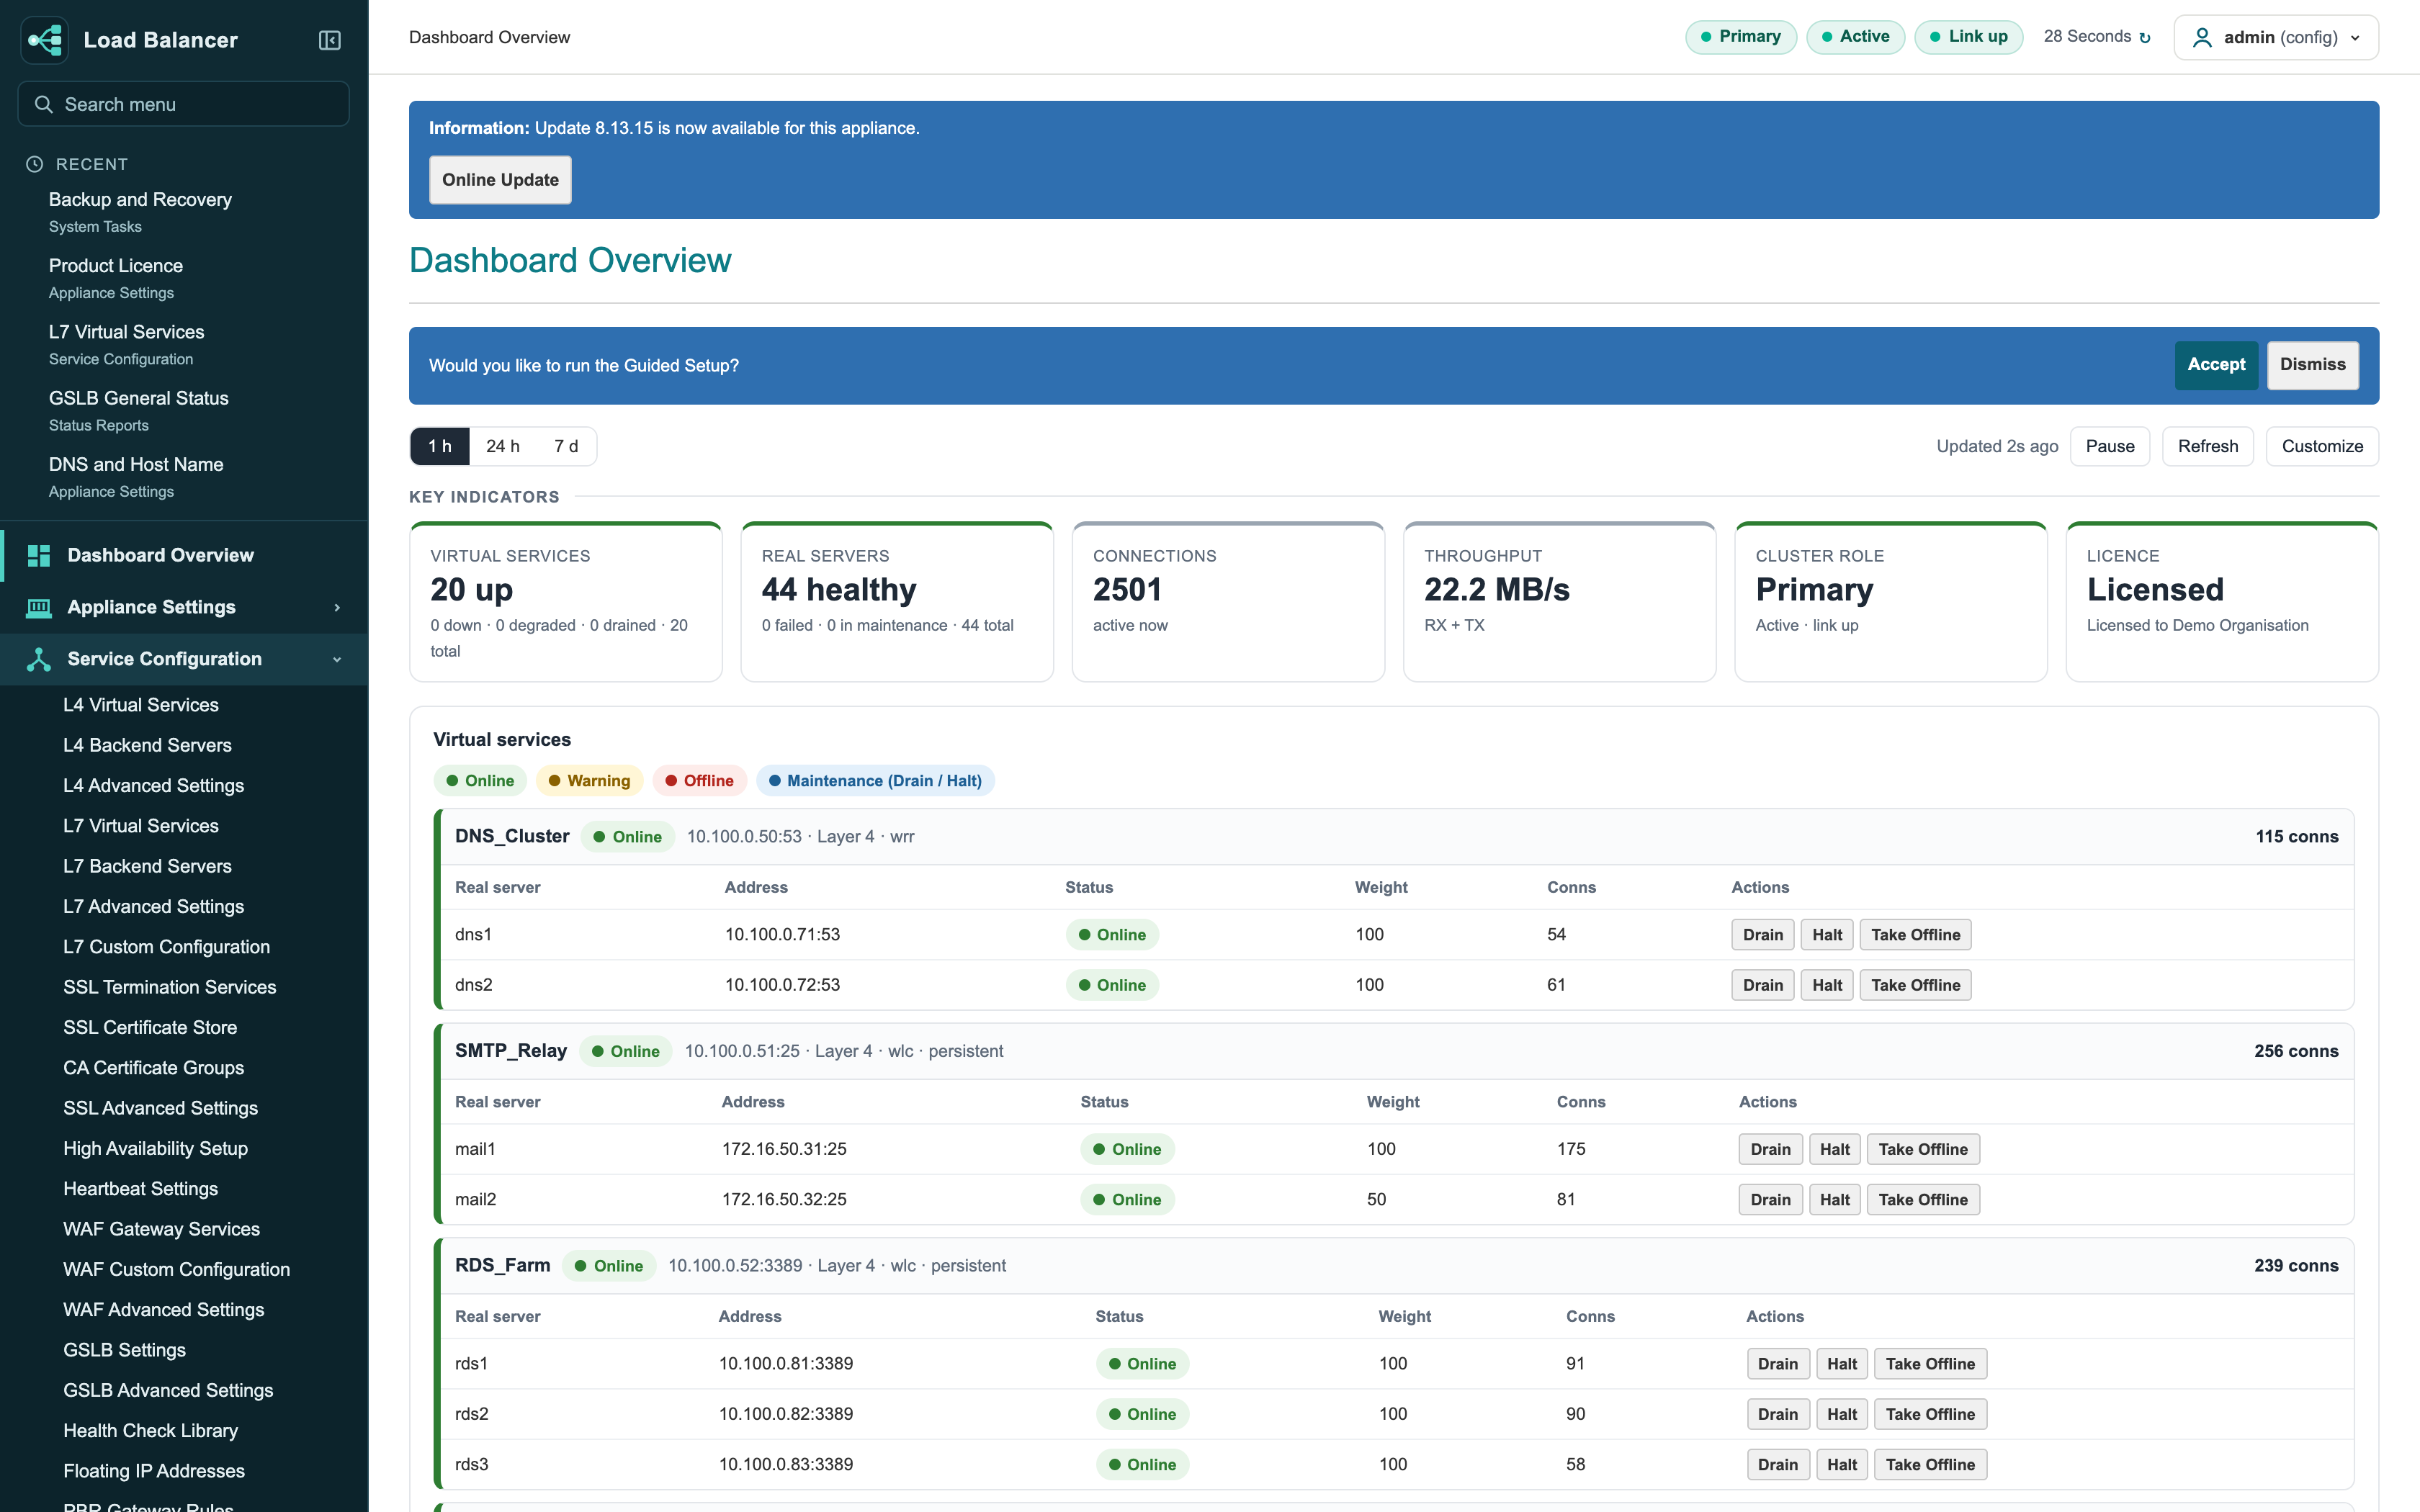 Load Balancer
Search menu
RECENT
Backup and Recovery
System Tasks
Product Licence
Appliance Settings
L7 Virtual Services
Service Configuration
GSLB General Status
Status Reports
DNS and Host Name
Appliance Settings
Dashboard Overview
Appliance Settings
Service Configuration
L4 Virtual Services
L4 Backend Servers
L4 Advanced Settings
L7 Virtual Services
L7 Backend Servers
L7 Advanced Settings
L7 Custom Configuration
SSL Termination Services
SSL Certificate Store
CA Certificate Groups
SSL Advanced Settings
High Availability Setup
Heartbeat Settings
WAF Gateway Services
WAF Custom Configuration
WAF Advanced Settings
GSLB Settings
GSLB Advanced Settings
Health Check Library
Floating IP Addresses
PBR Gateway Rules
Dashboard Overview
Primary Active Link up 28 Seconds admin (config)
Information: Update 8.13.15 is now available for this appliance.
Online Update
Dashboard Overview
Would you like to run the Guided Setup? Accept Dismiss
1 h 24 h 7 d Updated 2s ago Pause Refresh Customize
KEY INDICATORS
VIRTUAL SERVICES
20 up
0 down · 0 degraded · 0 drained · 20
total
REAL SERVERS
44 healthy
0 failed · 0 in maintenance · 44 total
CONNECTIONS
2501
active now
THROUGHPUT
22.2 MB/s
RX + TX
CLUSTER ROLE
Primary
Active · link up
LICENCE
Licensed
Licensed to Demo Organisation
Virtual services
Online Warning Offline Maintenance (Drain / Halt)
DNS_Cluster Online 10.100.0.50:53 · Layer 4 · wrr 115 conns
Real server Address Status Weight Conns Actions
dns1 10.100.0.71:53 Online 100 54 Drain Halt Take Offline
dns2 10.100.0.72:53 Online 100 61 Drain Halt Take Offline
SMTP_Relay Online 10.100.0.51:25 · Layer 4 · wlc · persistent 256 conns
Real server Address Status Weight Conns Actions
mail1 172.16.50.31:25 Online 100 175 Drain Halt Take Offline
mail2 172.16.50.32:25 Online 50 81 Drain Halt Take Offline
RDS_Farm Online 10.100.0.52:3389 · Layer 4 · wlc · persistent 239 conns
Real server Address Status Weight Conns Actions
rds1 10.100.0.81:3389 Online 100 91 Drain Halt Take Offline
rds2 10.100.0.82:3389 Online 100 90 Drain Halt Take Offline
rds3 10.100.0.83:3389 Online 100 58 Drain Halt Take Offline